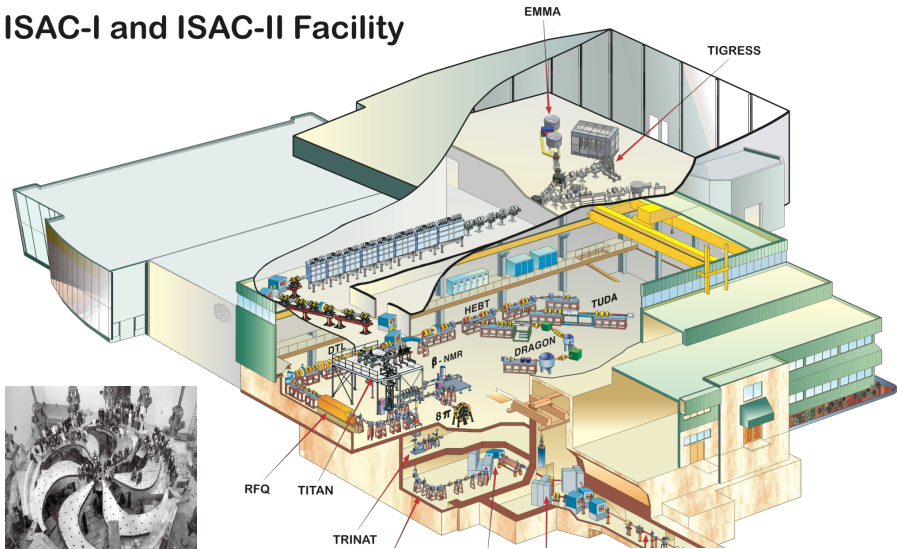 ISAC-I and ISAC-II Facility
EMMA
TIGRESS
HEBT
TUDA
DTL
β-NMR
DRAGON
8π
RFQ
TITAN
TRINAT